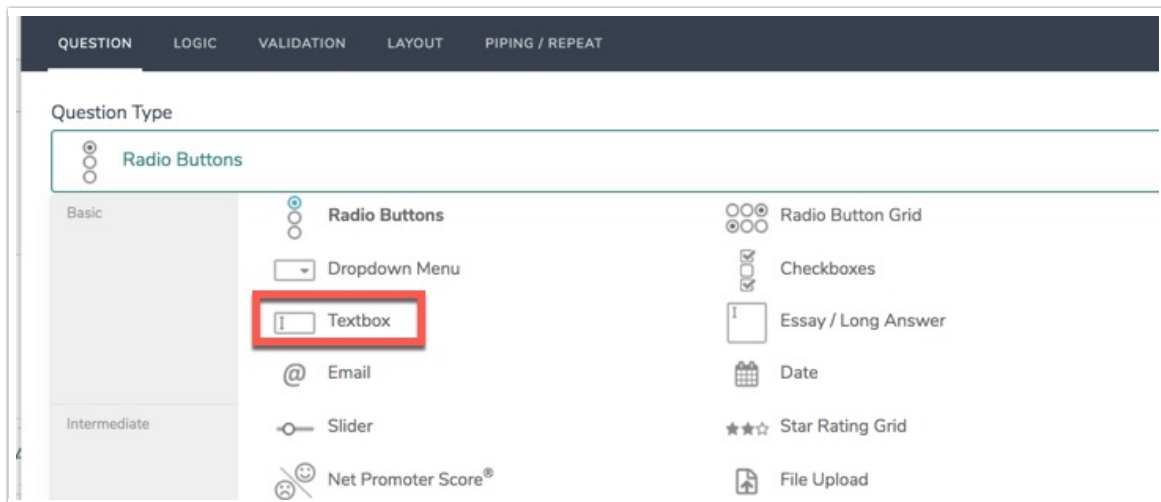 QUESTION LOGIC VALIDATION LAYOUT PIPING / REPEAT
Question Type
Radio Buttons
Basic
Radio Buttons Radio Button Grid
Dropdown Menu Checkboxes
Textbox Essay / Long Answer
@ Email Date
Intermediate
Slider Star Rating Grid
Net Promoter Score® File Upload